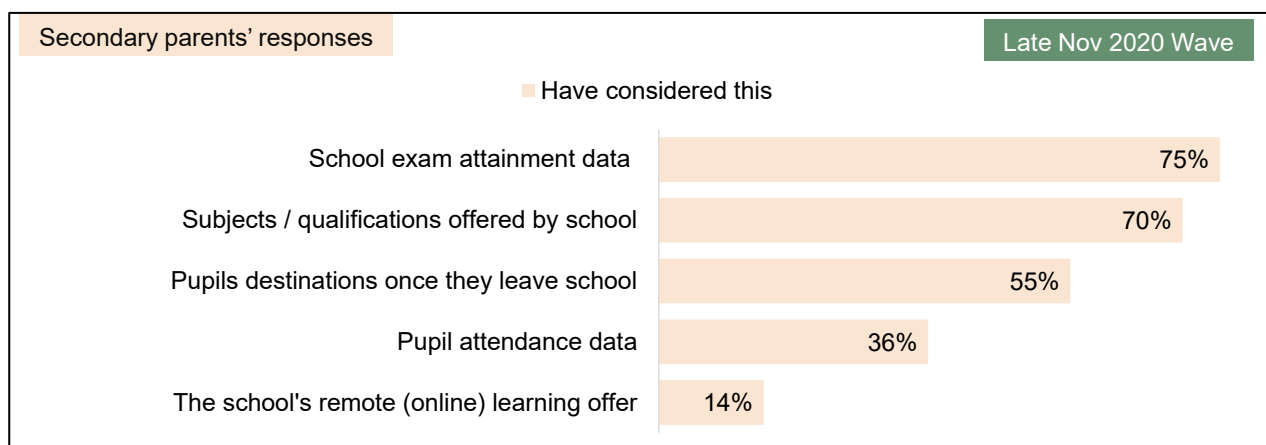 Secondary parents’ responses
Late Nov 2020 Wave
Have considered this
School exam attainment data 75%
Subjects / qualifications offered by school 70%
Pupils destinations once they leave school 55%
Pupil attendance data 36%
The school's remote (online) learning offer 14%